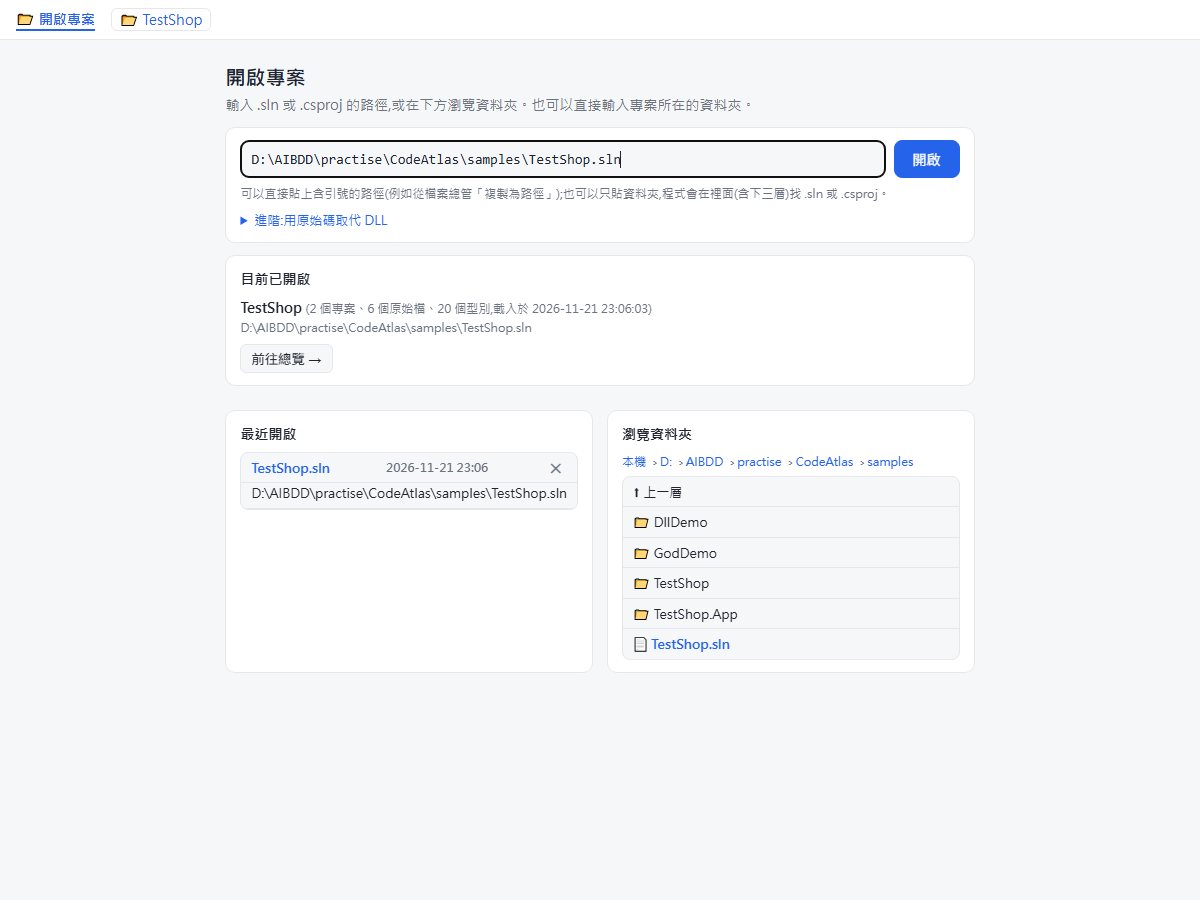 開啟專案
TestShop
開啟專案
輸入 .sln 或 .csproj 的路徑,或在下方瀏覽資料夾。也可以直接輸入專案所在的資料夾。
D:\AIBDD\practise\CodeAtlas\samples\TestShop.sln
開啟
可以直接貼上含引號的路徑(例如從檔案總管「複製為路徑」);也可以只貼資料夾,程式會在裡面(含下三層)找 .sln 或 .csproj。
▶ 進階:用原始碼取代 DLL
目前已開啟
TestShop (2 個專案、6 個原始檔、20 個型別,載入於 2026-11-21 23:06:03)
D:\AIBDD\practise\CodeAtlas\samples\TestShop.sln
前往總覽 →
最近開啟
TestShop.sln 2026-11-21 23:06 ✕
D:\AIBDD\practise\CodeAtlas\samples\TestShop.sln
瀏覽資料夾
本機 › D: › AIBDD › practise › CodeAtlas › samples
⬆ 上一層
DllDemo
GodDemo
TestShop
TestShop.App
TestShop.sln